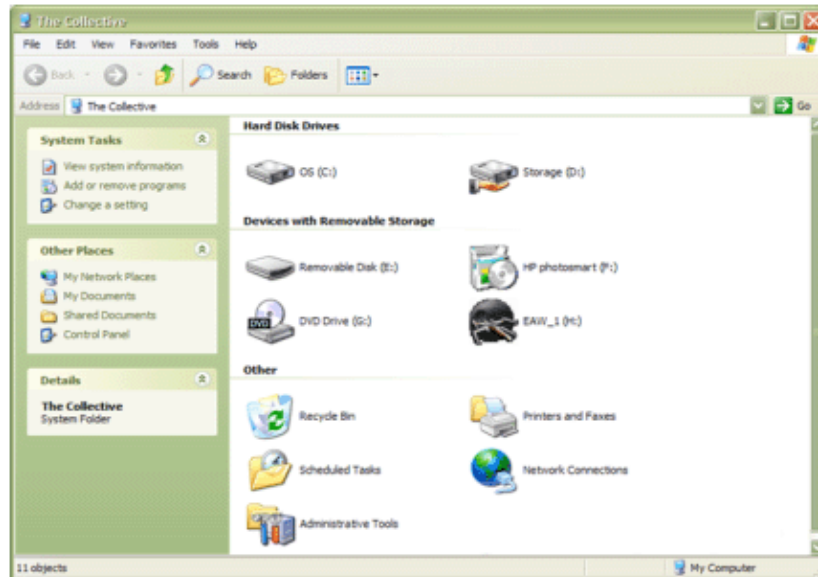 The Collective
File Edit View Favorites Tools Help
Back Search Folders
Address The Collective Go
System Tasks
View system information
Add or remove programs
Change a setting
Other Places
My Network Places
My Documents
Shared Documents
Control Panel
Details
The Collective
System Folder
Hard Disk Drives
OS (C:) Storage (D:)
Devices with Removable Storage
Removable Disk (E:) HP photosmart (F:)
DVD Drive (G:) EAW_1 (H:)
DVD
Other
Recycle Bin Printers and Faxes
Scheduled Tasks Network Connections
Administrative Tools
11 objects My Computer